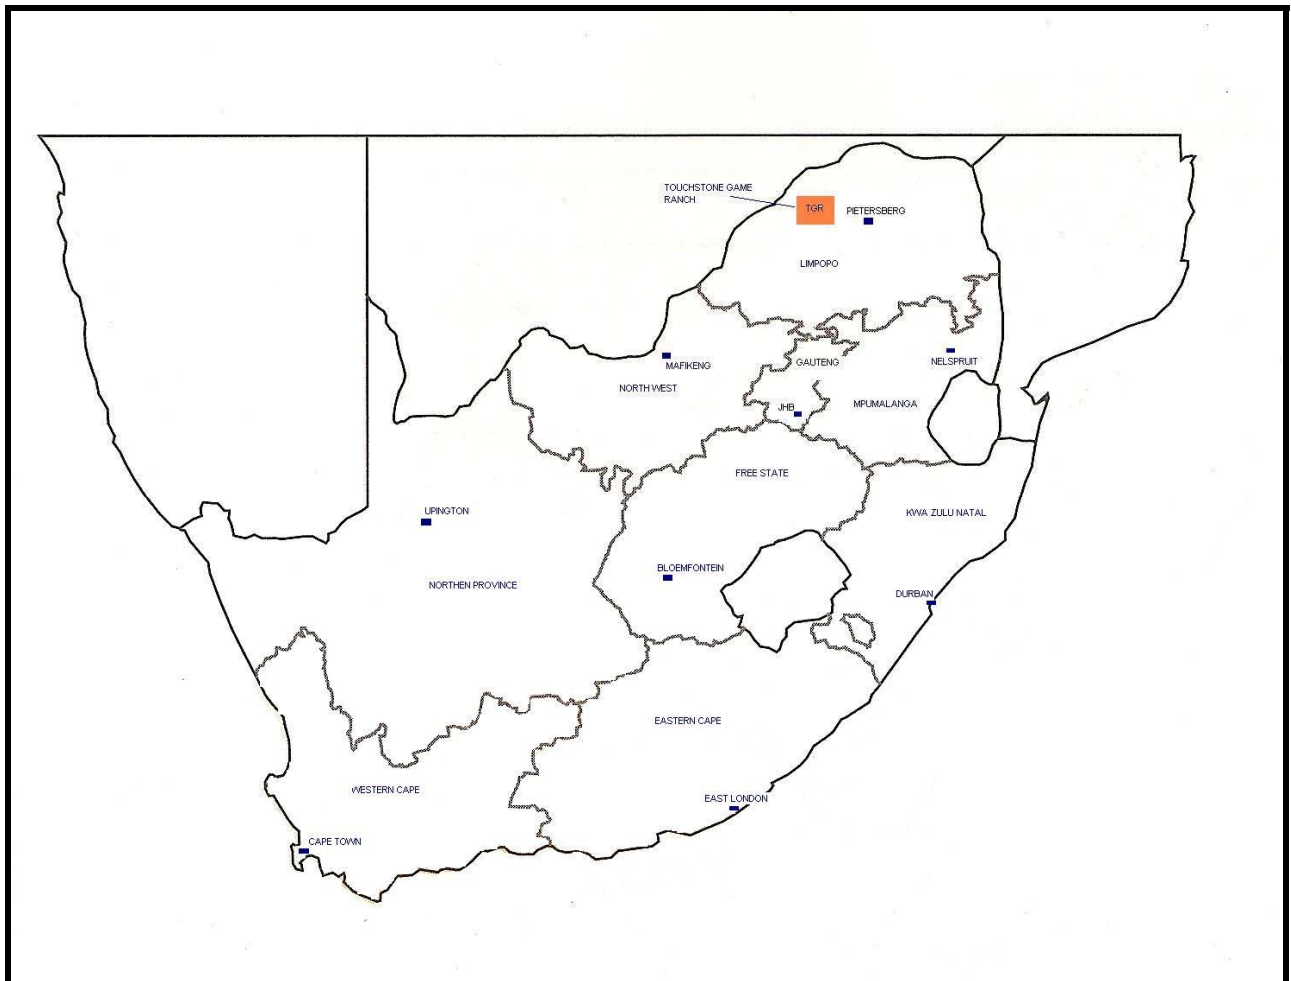 TOUCHSTONE GAME
RANCH
TGR
PIETERSBERG
LIMPOPO
MAFIKENG
GAUTENG
NELSPRUIT
NORTH WEST
JHB
MPUMALANGA
FREE STATE
UPINGTON
KWA ZULU NATAL
BLOEMFONTEIN
NORTHEN PROVINCE
DURBAN
EASTERN CAPE
WESTERN CAPE
EAST LONDON
CAPE TOWN